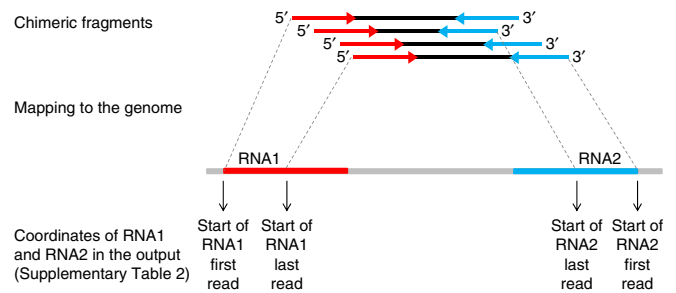 Chimeric fragments
5′ 3′
5′ 3′
5′ 3′
5′ 3′
Mapping to the genome
RNA1 RNA2
Coordinates of RNA1
and RNA2 in the output
(Supplementary Table 2)
Start of
RNA1
first
read
Start of
RNA1
last
read
Start of
RNA2
last
read
Start of
RNA2
first
read